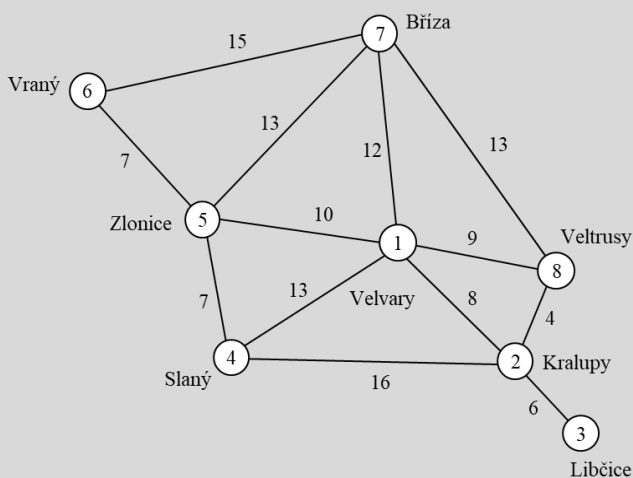 Bříza
7
15
Vraný
6
13
13
12
7
5
Zlonice
10
1
9
Veltrusy
8
13
Velvary
8
7
4
4
Slaný
16
2
Kralupy
6
3
Libčice